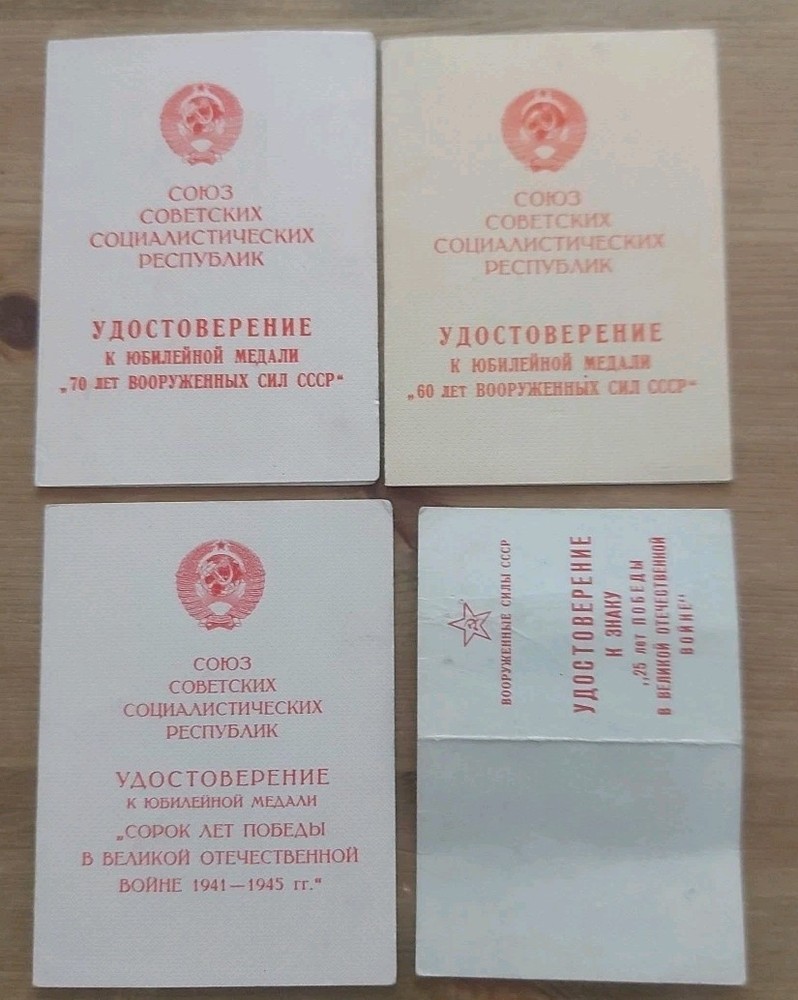 СОЮЗ
СОВЕТСКИХ
СОЦИАЛИСТИЧЕСКИХ
РЕСПУБЛИК
УДОСТОВЕРЕНИЕ
К ЮБИЛЕЙНОЙ МЕДАЛИ
„70 ЛЕТ ВООРУЖЕННЫХ СИЛ СССР“
СОЮЗ
СОВЕТСКИХ
СОЦИАЛИСТИЧЕСКИХ
РЕСПУБЛИК
УДОСТОВЕРЕНИЕ
К ЮБИЛЕЙНОЙ МЕДАЛИ
„60 ЛЕТ ВООРУЖЕННЫХ СИЛ СССР“
СОЮЗ
СОВЕТСКИХ
СОЦИАЛИСТИЧЕСКИХ
РЕСПУБЛИК
УДОСТОВЕРЕНИЕ
К ЮБИЛЕЙНОЙ МЕДАЛИ
„СОРОК ЛЕТ ПОБЕДЫ
В ВЕЛИКОЙ ОТЕЧЕСТВЕННОЙ
ВОЙНЕ 1941—1945 гг.“
ВООРУЖЕННЫЕ СИЛЫ СССР
УДОСТОВЕРЕНИЕ
К ЗНАКУ
„25 ЛЕТ ПОБЕДЫ
В ВЕЛИКОЙ ОТЕЧЕСТВЕННОЙ
ВОЙНЕ“